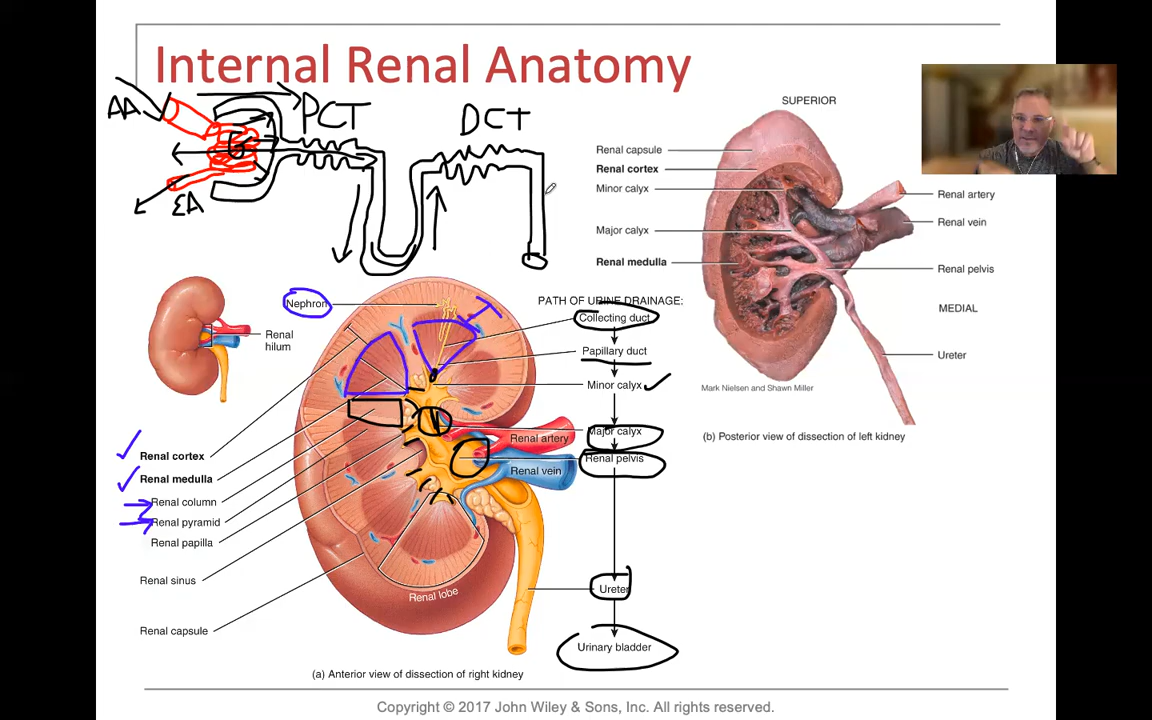 Internal Renal Anatomy
AA
PCT
DCT
G
EA
SUPERIOR
Renal capsule
Renal cortex
Minor calyx
Major calyx
Renal medulla
Renal artery
Renal vein
Renal pelvis
MEDIAL
Ureter
Mark Nielsen and Shawn Miller
(b) Posterior view of dissection of left kidney
Nephron
Renal
hilum
PATH OF URINE DRAINAGE:
Collecting duct
Papillary duct
Minor calyx
Major calyx
Renal pelvis
Ureter
Urinary bladder
Renal artery
Renal vein
Renal cortex
Renal medulla
Renal column
Renal pyramid
Renal papilla
Renal sinus
Renal capsule
Renal lobe
(a) Anterior view of dissection of right kidney
Copyright © 2017 John Wiley & Sons, Inc. All rights reserved.